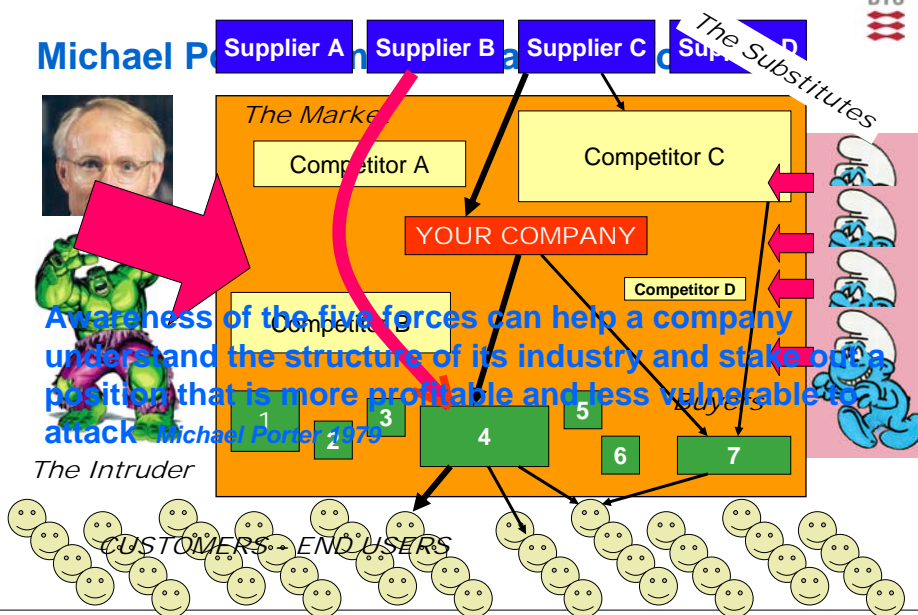 Michael Po
Supplier A
Supplier B
Supplier C
The Substitutes
The Market
Competitor A
Competitor C
YOUR COMPANY
Competitor D
Competitor B
Awareness of the five forces can help a company
understand the structure of its industry and stake out a
position that is more profitable and less vulnerable to
attack Michael Porter 1979
Buyers
1
2
3
4
5
6
7
The Intruder
CUSTOMERS - END USERS